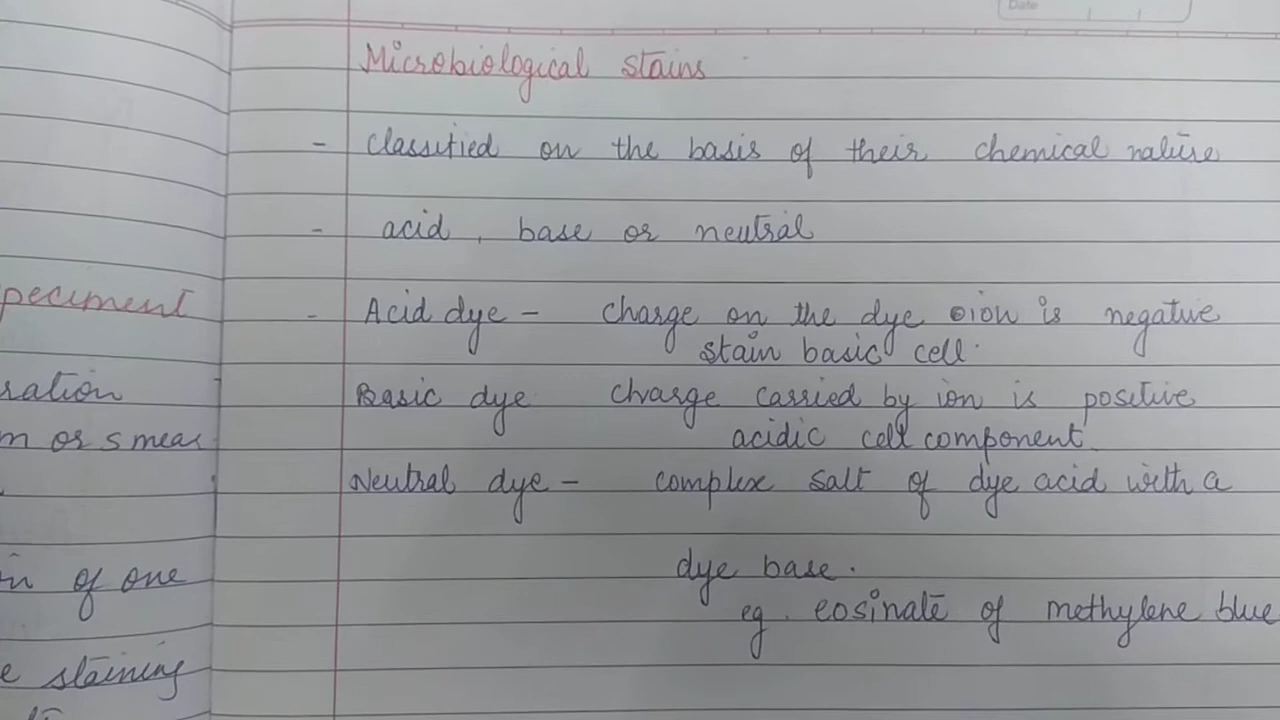 Date
Microbiological stains
- classified on the basis of their chemical nature
- acid, base or neutral
- Acid dye - charge on the dye ion is negative
stain basic cell.
Basic dye charge carried by ion is positive
acidic cell component
Neutral dye - complex salt of dye acid with a
dye base.
eg. eosinate of methylene blue
peciment
ration
m or smear
n of one
e staining